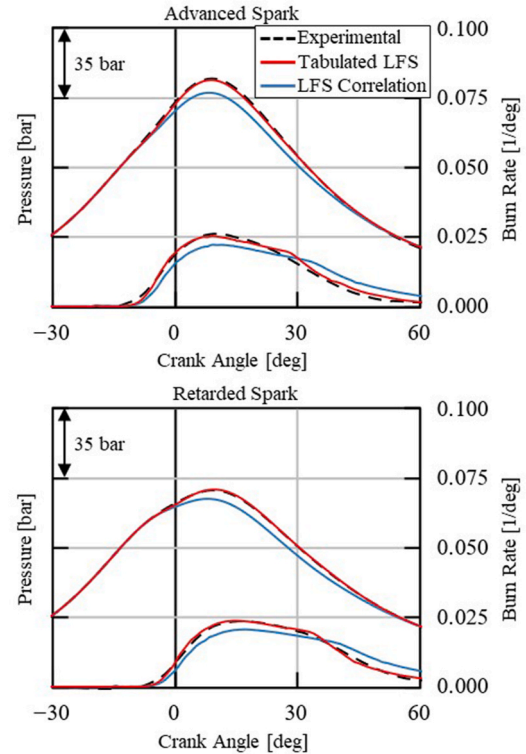 Advanced Spark
35 bar
Experimental
Tabulated LFS
LFS Correlation
0.100
0.075
0.050
0.025
0.000
Pressure [bar]
Burn Rate [1/deg]
−30 0 30 60
Crank Angle [deg]
Retarded Spark
35 bar
0.100
0.075
0.050
0.025
0.000
Pressure [bar]
Burn Rate [1/deg]
−30 0 30 60
Crank Angle [deg]